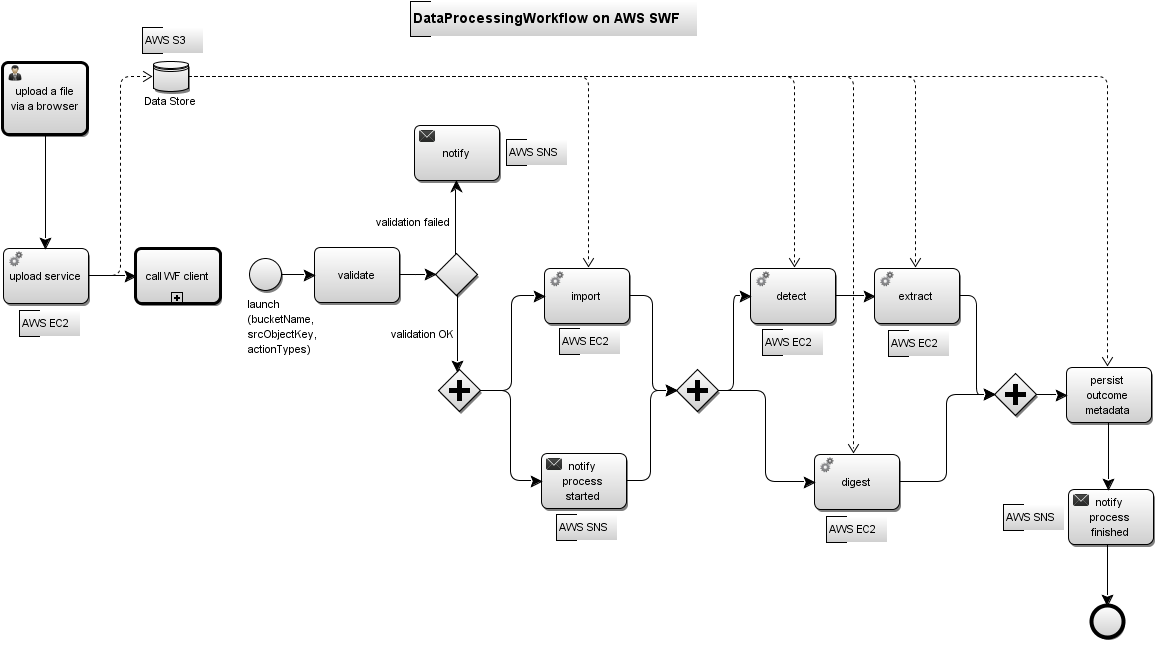 DataProcessingWorkflow on AWS SWF
AWS S3
Data Store
upload a file
via a browser
upload service
AWS EC2
call WF client
launch
(bucketName,
srcObjectKey,
actionTypes)
validate
validation failed
notify
AWS SNS
validation OK
import
AWS EC2
notify
process
started
AWS SNS
detect
AWS EC2
extract
AWS EC2
digest
AWS EC2
persist
outcome
metadata
notify
process
finished
AWS SNS